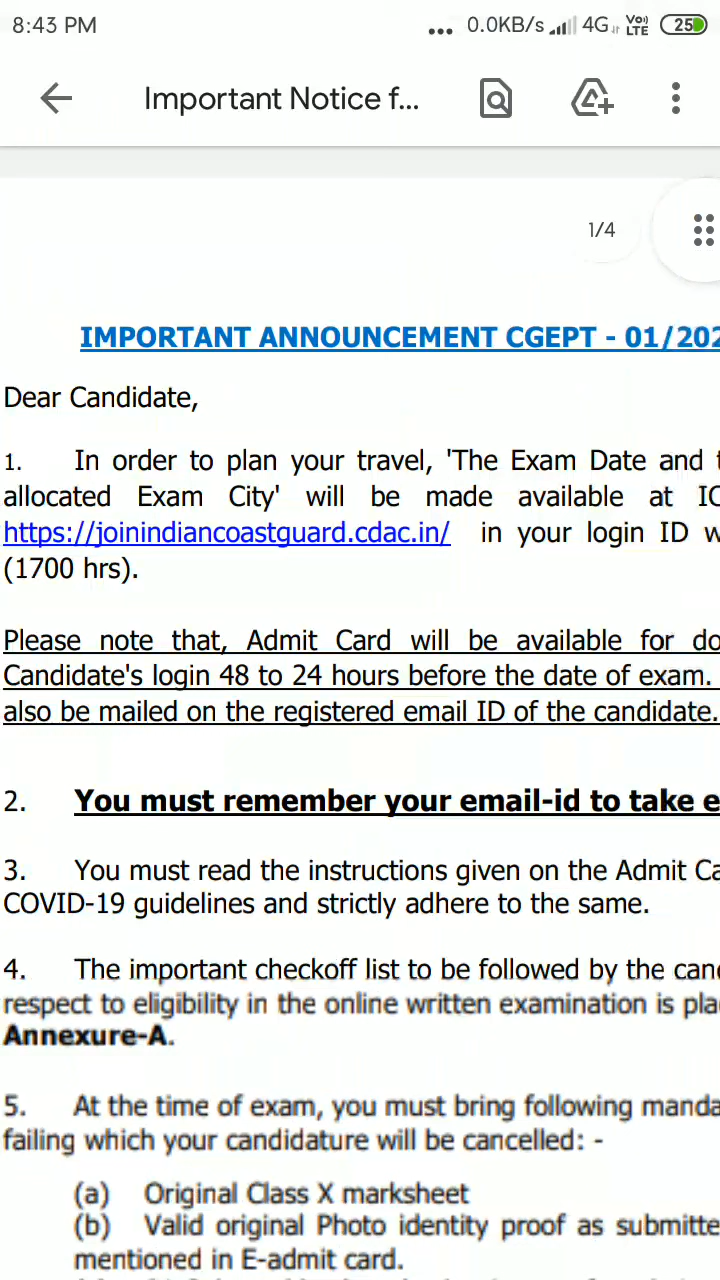 8:43 PM ... 0.0KB/s 4G Vo) LTE 25
Important Notice f...
1/4
IMPORTANT ANNOUNCEMENT CGEPT - 01/202
Dear Candidate,
1. In order to plan your travel, 'The Exam Date and
allocated Exam City' will be made available at IC
https://joinindiancoastguard.cdac.in/ in your login ID w
(1700 hrs).
Please note that, Admit Card will be available for do
Candidate's login 48 to 24 hours before the date of exam.
also be mailed on the registered email ID of the candidate.
2. You must remember your email-id to take e
3. You must read the instructions given on the Admit Ca
COVID-19 guidelines and strictly adhere to the same.
4. The important checkoff list to be followed by the cand
respect to eligibility in the online written examination is pla
Annexure-A.
5. At the time of exam, you must bring following manda
failing which your candidature will be cancelled: -
(a) Original Class X marksheet
(b) Valid original Photo identity proof as submitte
mentioned in E-admit card.